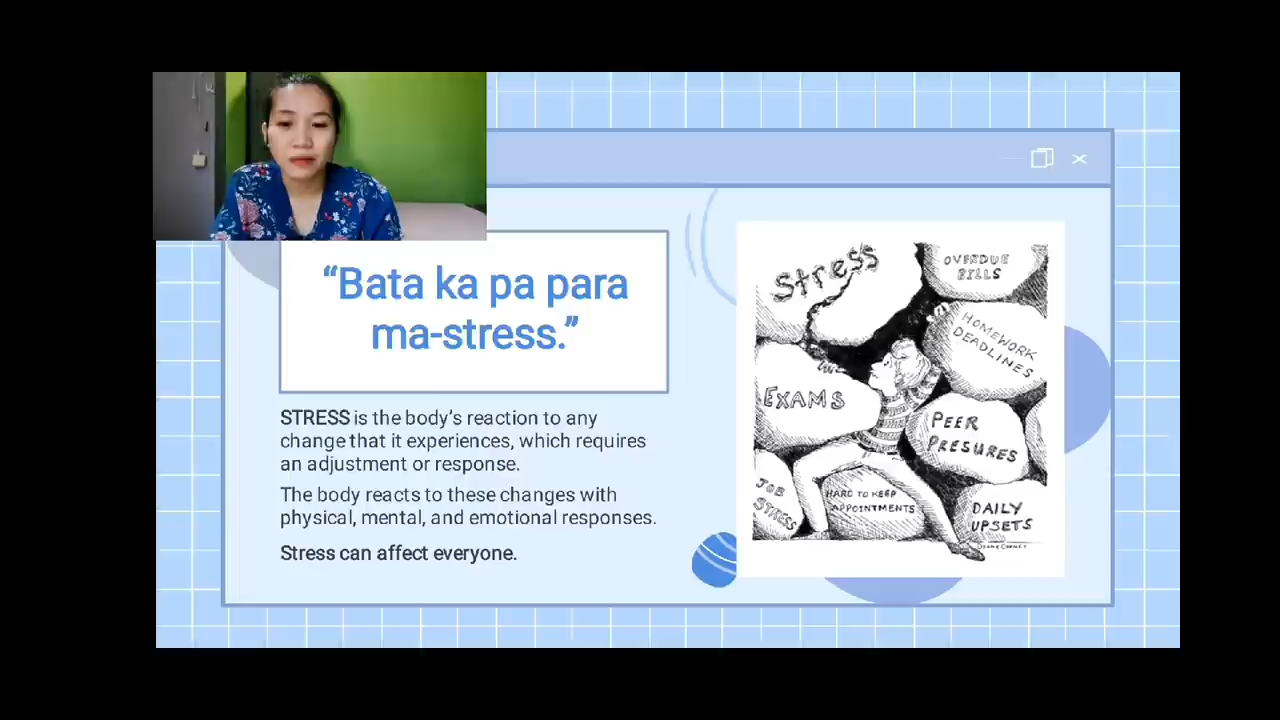 “Bata ka pa para
ma-stress.”
STRESS is the body’s reaction to any
change that it experiences, which requires
an adjustment or response.
The body reacts to these changes with
physical, mental, and emotional responses.
Stress can affect everyone.
Stress
OVERDUE
BILLS
HOMEWORK
DEADLINES
EXAMS
PEER
PRESURES
JOB
STRESS
HARD TO KEEP
APPOINTMENTS
DAILY
UPSETS